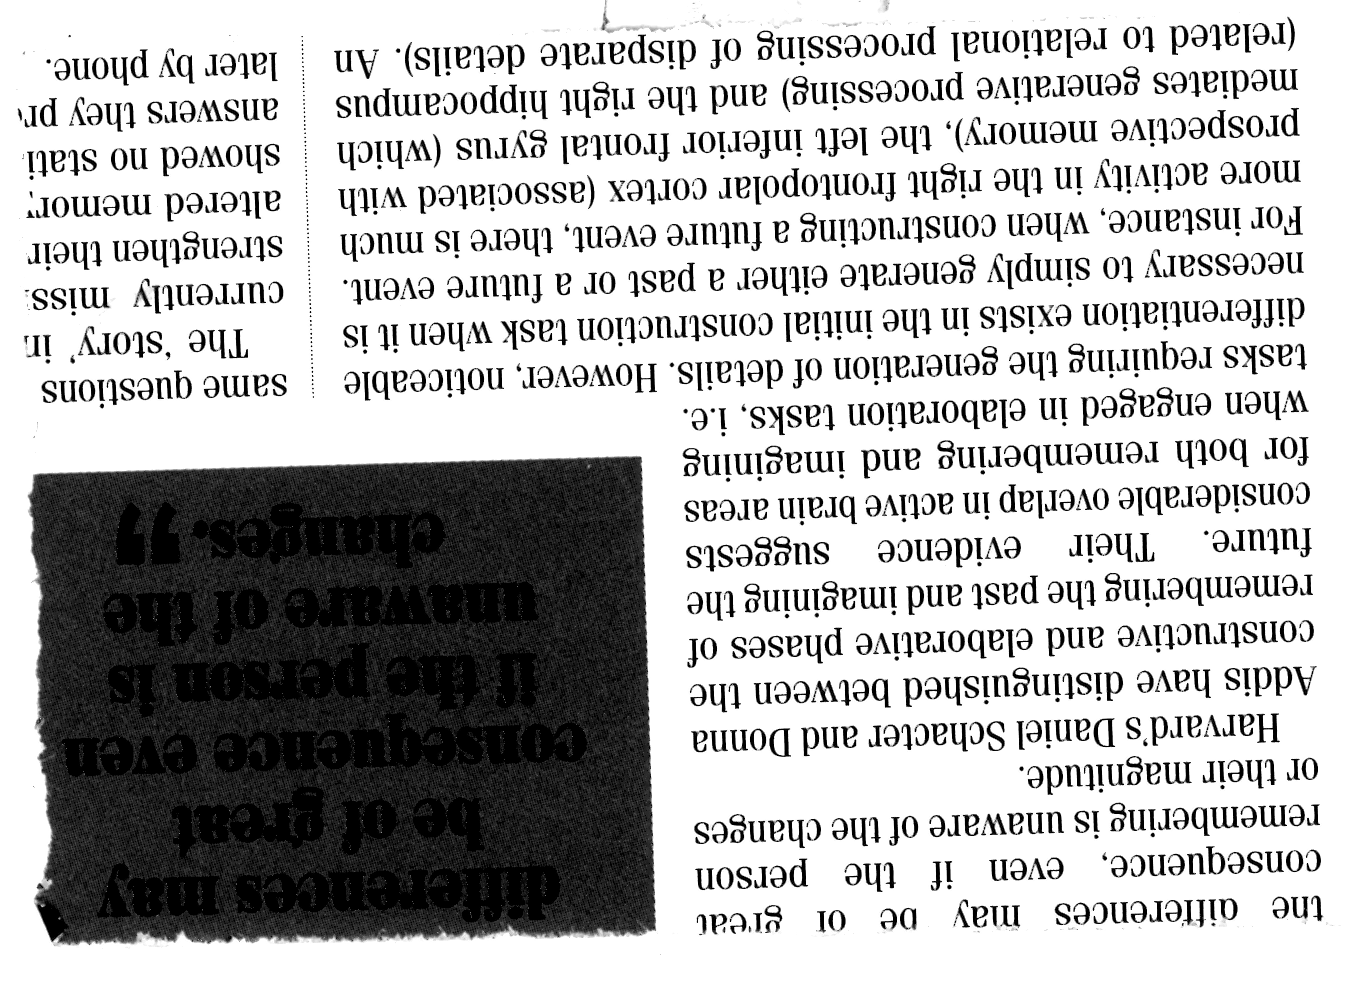 the differences may be of great
consequence, even if the person
remembering is unaware of the changes
or their magnitude.
Harvard's Daniel Schacter and Donna
Addis have distinguished between the
constructive and elaborative phases of
remembering the past and imagining the
future. Their evidence suggests
considerable overlap in active brain areas
for both remembering and imagining
when engaged in elaboration tasks, i.e.
tasks requiring the generation of details. However, noticeable
differentiation exists in the initial construction task when it is
necessary to simply generate either a past or a future event.
For instance, when constructing a future event, there is much
more activity in the right frontopolar cortex (associated with
prospective memory), the left inferior frontal gyrus (which
mediates generative processing) and the right hippocampus
(related to relational processing of disparate details). An
differences may
be of great
consequence even
if the person is
unaware of the
changes.”
same questions
The 'story' in
currently miss
strengthen their
altered memor
showed no stati
answers they pr
later by phone.